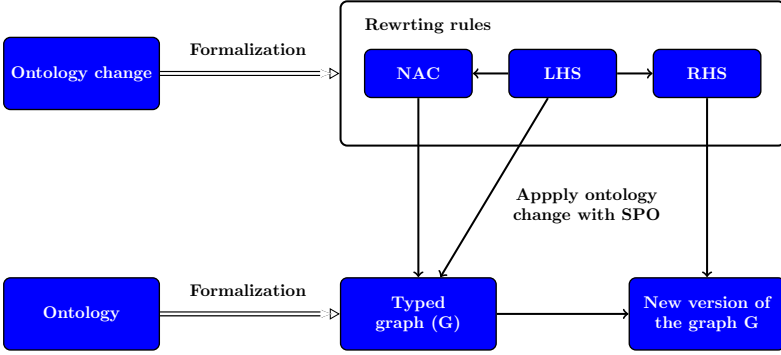 Rewrting rules
Formalization
Ontology change
NAC
LHS
RHS
Appply ontology
change with SPO
Formalization
Ontology
Typed
graph (G)
New version of
the graph G